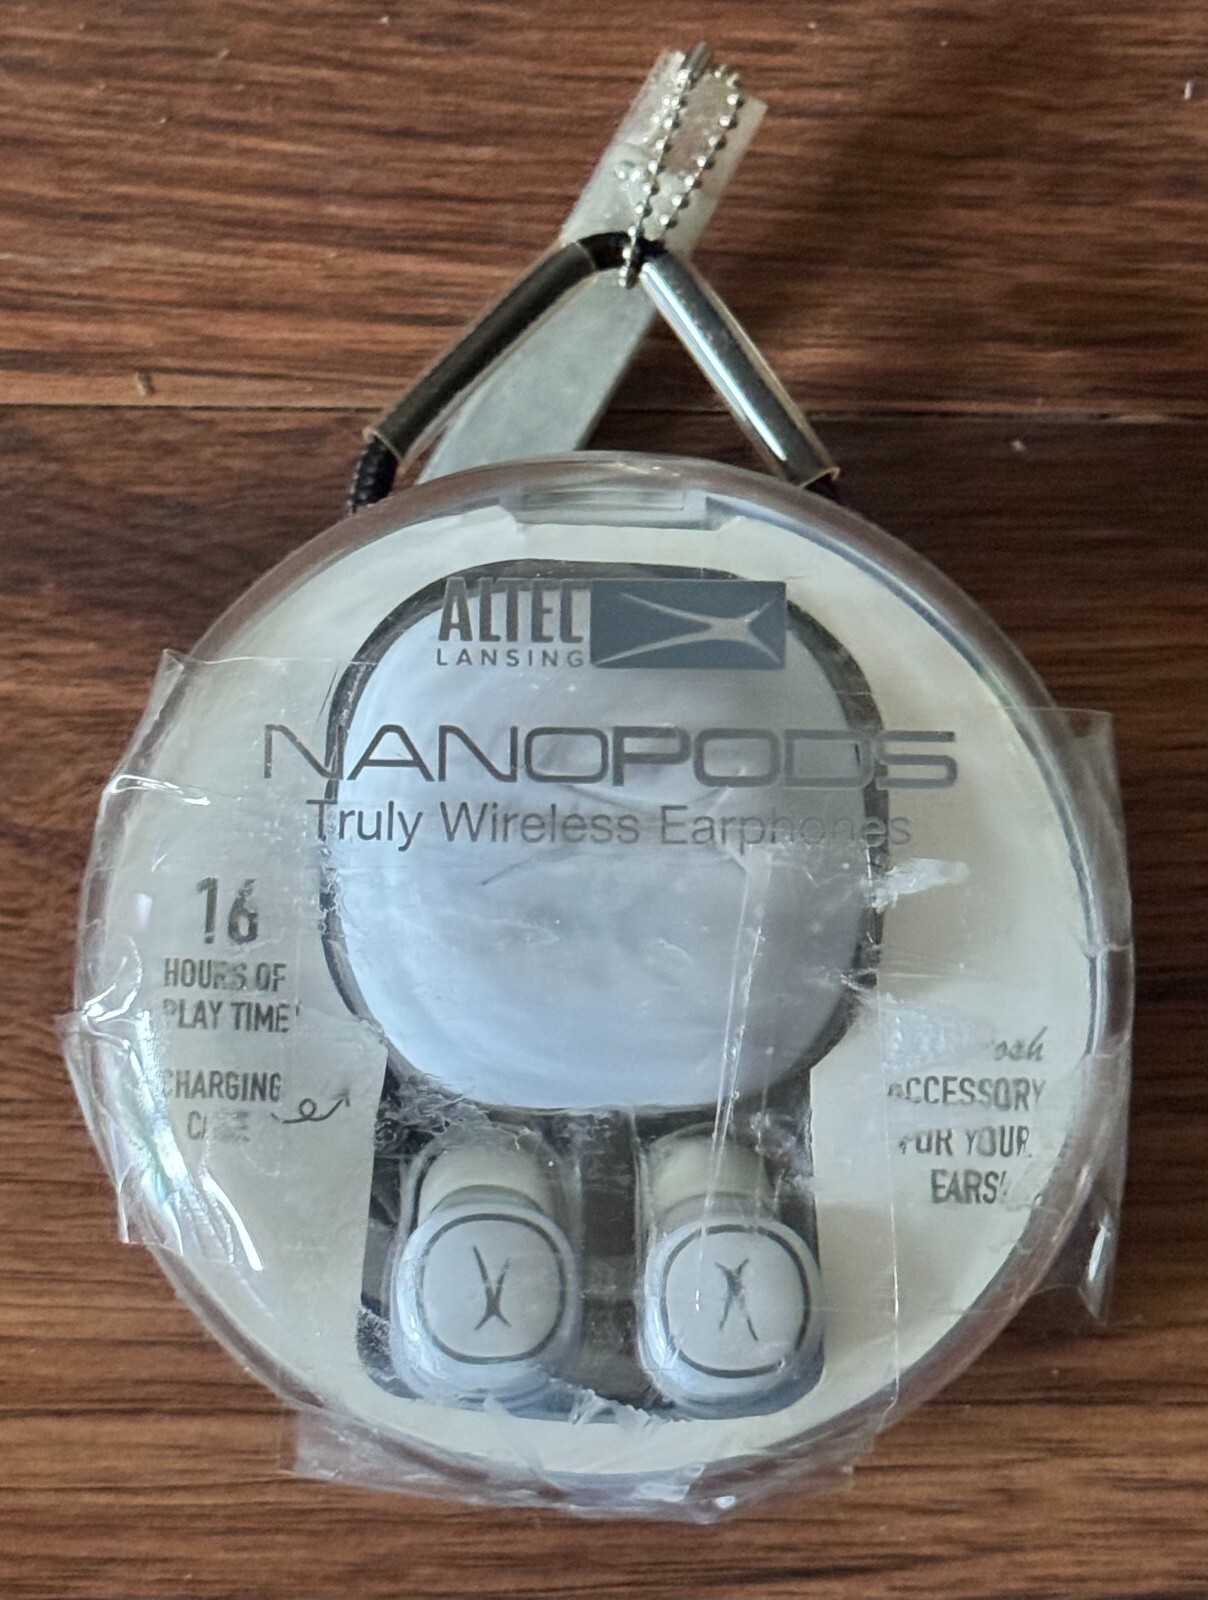 ALTEC
LANSING
NANOPODS
Truly Wireless Earphones
16
HOURS OF
PLAY TIME
CHARGING
ACCESSORY
FOR YOUR
EARS!